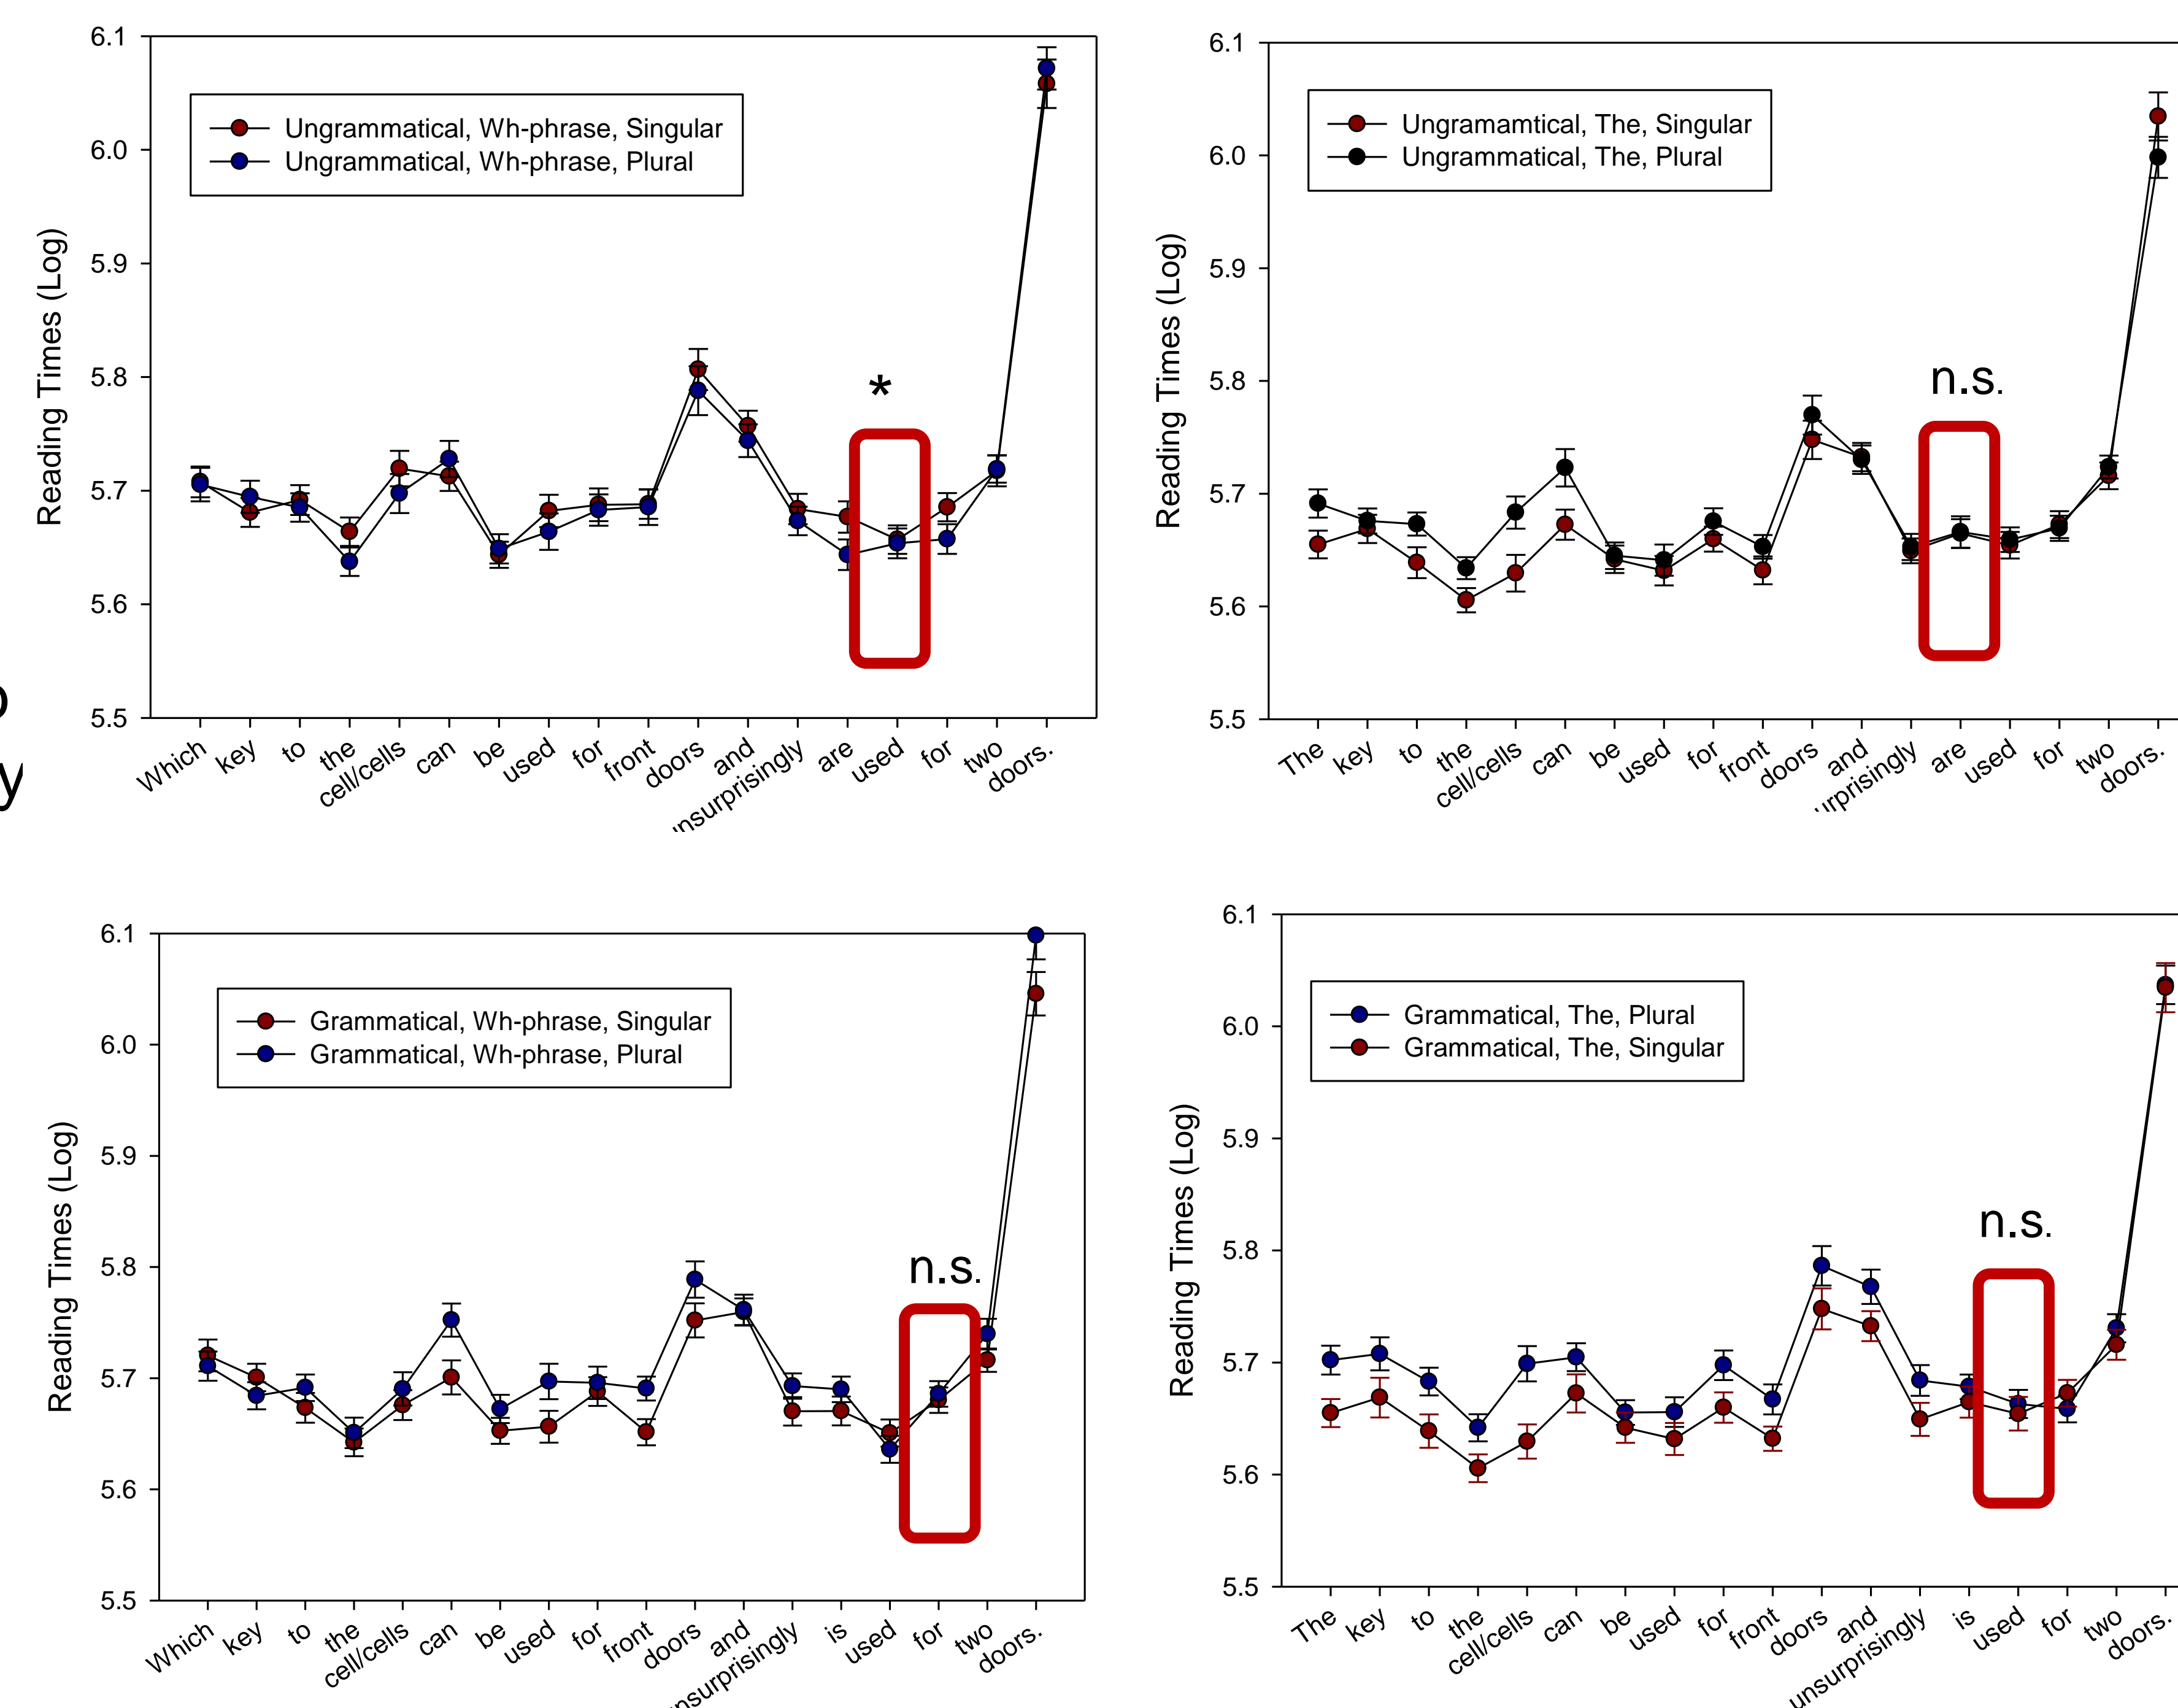 6.1
6.0
5.9
5.8
5.7
5.6
5.5
Reading Times (Log)
Ungrammatical, Wh-phrase, Singular
Ungrammatical, Wh-phrase, Plural
*
Which key to the cell/cells can be used for front doors and unsurprisingly are used for two doors.
y
6.1
6.0
5.9
5.8
5.7
5.6
5.5
Reading Times (Log)
Ungramamtical, The, Singular
Ungrammatical, The, Plural
n.s.
The key to the cell/cells can be used for front doors and urprisingly are used for two doors.
6.1
6.0
5.9
5.8
5.7
5.6
5.5
Reading Times (Log)
Grammatical, Wh-phrase, Singular
Grammatical, Wh-phrase, Plural
n.s.
Which key to the cell/cells can be used for front doors and unsurprisingly is used for two doors.
6.1
6.0
5.9
5.8
5.7
5.6
5.5
Reading Times (Log)
Grammatical, The, Plural
Grammatical, The, Singular
n.s.
The key to the cell/cells can be used for front doors and unsurprisingly is used for two doors.